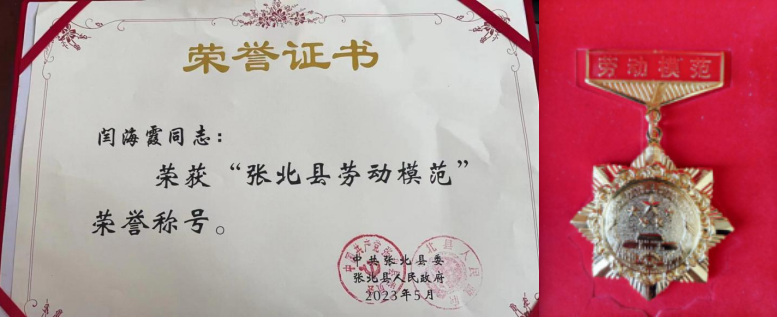 荣誉证书
闫海霞同志：
荣获“张北县劳动模范”
荣誉称号。
中共张北县委
张北县人民政府
2023年5月
劳动模范